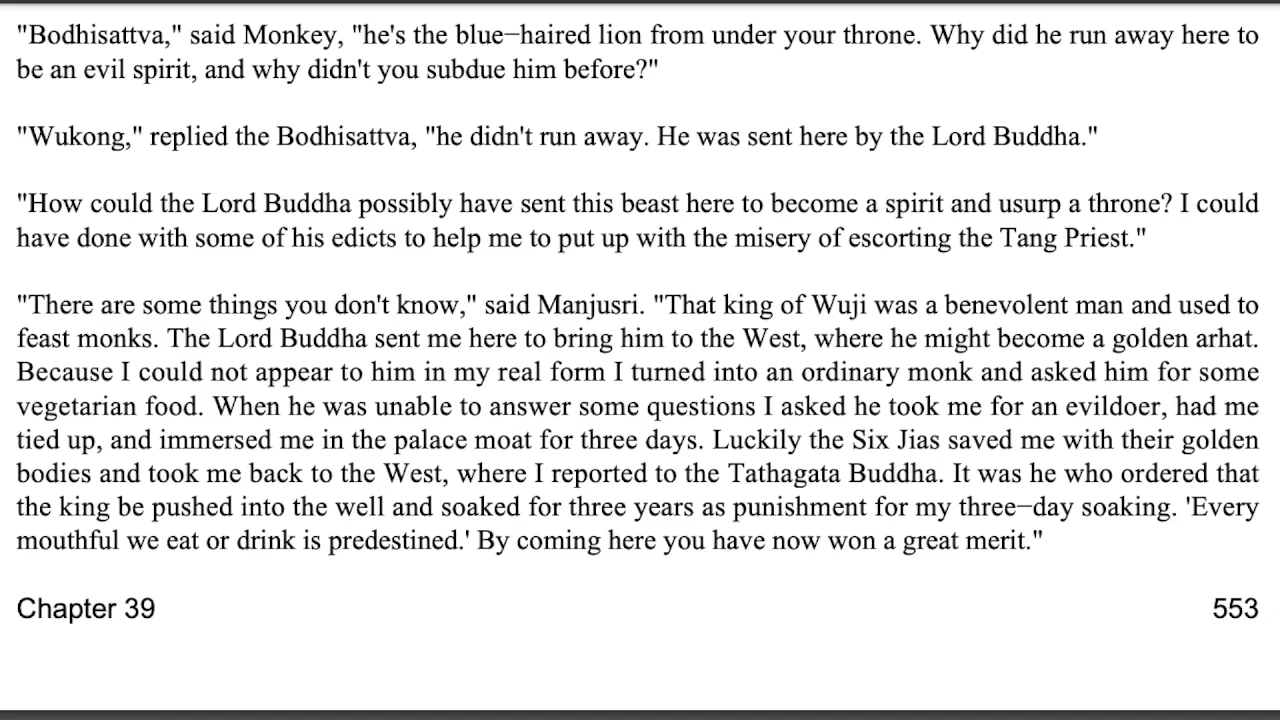 "Bodhisattva," said Monkey, "he's the blue−haired lion from under your throne. Why did he run away here to
be an evil spirit, and why didn't you subdue him before?"
"Wukong," replied the Bodhisattva, "he didn't run away. He was sent here by the Lord Buddha."
"How could the Lord Buddha possibly have sent this beast here to become a spirit and usurp a throne? I could
have done with some of his edicts to help me to put up with the misery of escorting the Tang Priest."
"There are some things you don't know," said Manjusri. "That king of Wuji was a benevolent man and used to
feast monks. The Lord Buddha sent me here to bring him to the West, where he might become a golden arhat.
Because I could not appear to him in my real form I turned into an ordinary monk and asked him for some
vegetarian food. When he was unable to answer some questions I asked he took me for an evildoer, had me
tied up, and immersed me in the palace moat for three days. Luckily the Six Jias saved me with their golden
bodies and took me back to the West, where I reported to the Tathagata Buddha. It was he who ordered that
the king be pushed into the well and soaked for three years as punishment for my three−day soaking. 'Every
mouthful we eat or drink is predestined.' By coming here you have now won a great merit."
Chapter 39 553